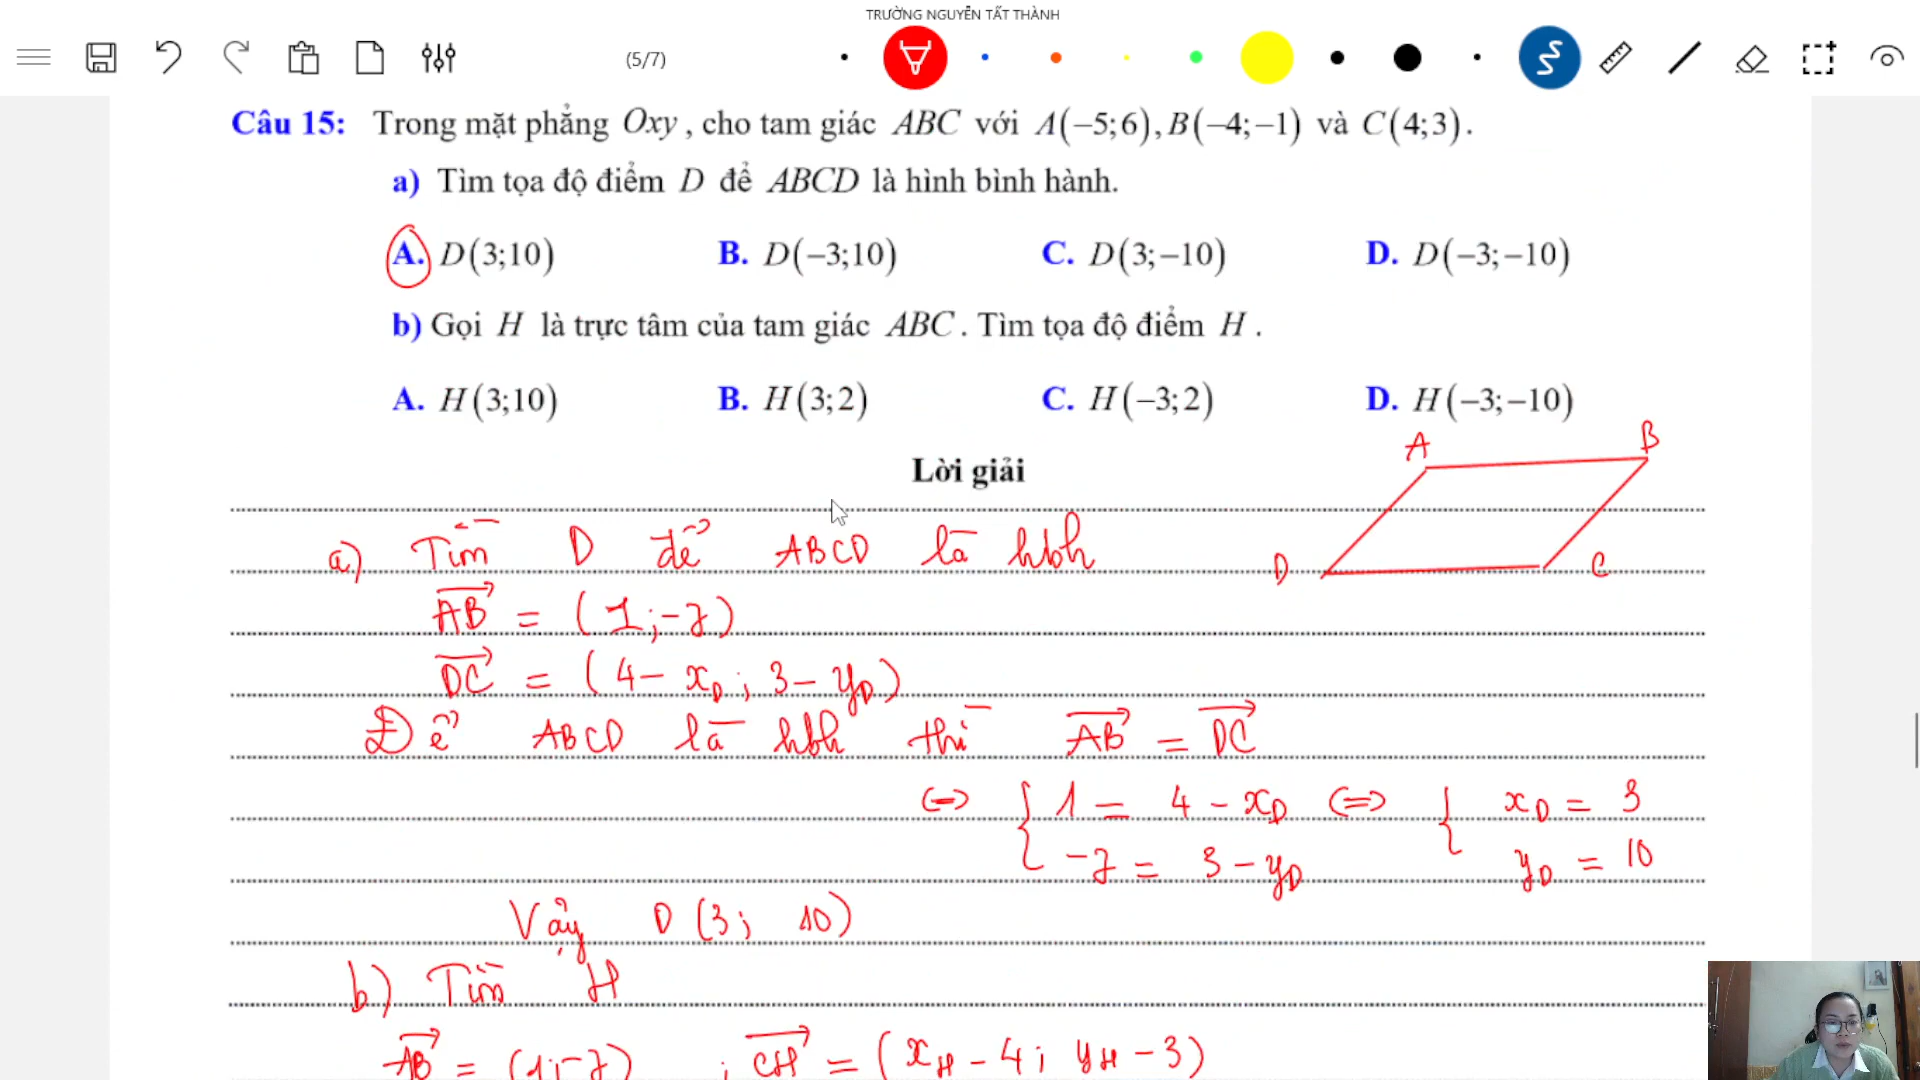 TRƯỜNG NGUYỄN TẤT THÀNH
(5/7)
Câu 15: Trong mặt phẳng Oxy, cho tam giác ABC với A(−5;6), B(−4;−1) và C(4;3).
a) Tìm tọa độ điểm D để ABCD là hình bình hành.
A. D(3;10) B. D(−3;10) C. D(3;−10) D. D(−3;−10)
b) Gọi H là trực tâm của tam giác ABC. Tìm tọa độ điểm H.
A. H(3;10) B. H(3;2) C. H(−3;2) D. H(−3;−10)
Lời giải
A B
D C
a) Tìm D để ABCD là hbh
AB = (1;−7)
DC = (4 − x_D; 3 − y_D)
Để ABCD là hbh thì AB = DC
⇔ { 1 = 4 − x_D ⇔ { x_D = 3
−7 = 3 − y_D y_D = 10
Vậy D (3; 10)
b) Tìm H
AB = (1;−7) ; CH = (x_H − 4; y_H − 3)